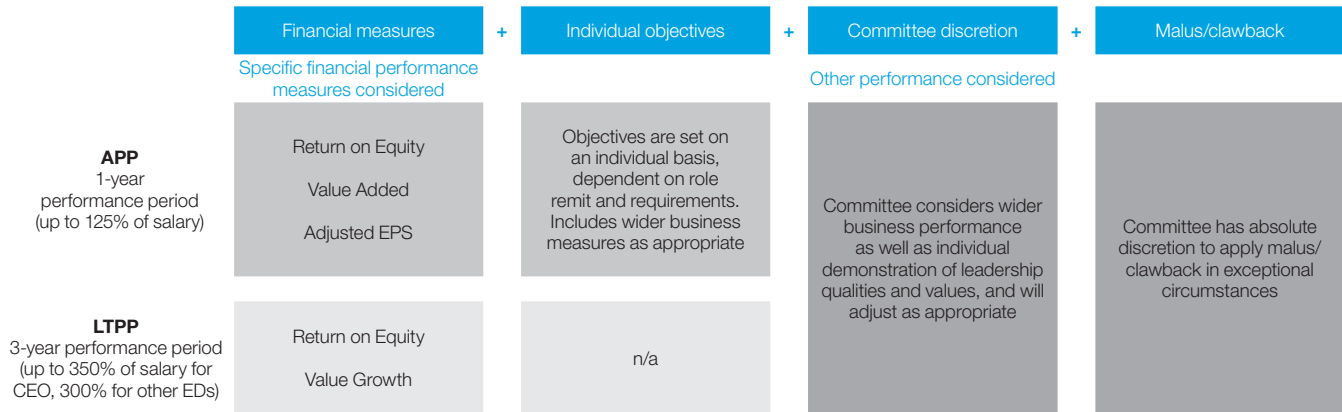 Financial measures + Individual objectives + Committee discretion + Malus/clawback
Specific financial performance
measures considered
Other performance considered
APP
1-year
performance period
(up to 125% of salary)
Return on Equity
Value Added
Adjusted EPS
Objectives are set on
an individual basis,
dependent on role
remit and requirements.
Includes wider business
measures as appropriate
Committee considers wider
business performance
as well as individual
demonstration of leadership
qualities and values, and will
adjust as appropriate
Committee has absolute
discretion to apply malus/
clawback in exceptional
circumstances
LTPP
3-year performance period
(up to 350% of salary for
CEO, 300% for other EDs)
Return on Equity
Value Growth
n/a